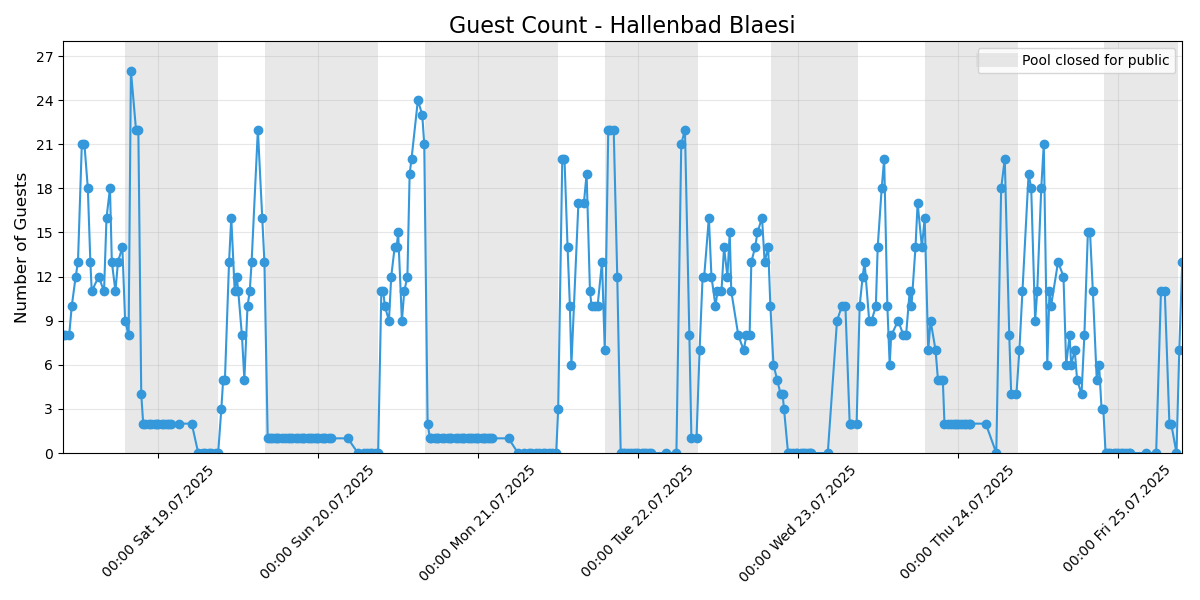 Guest Count - Hallenbad Blaesi
Pool closed for public
Number of Guests
27
24
21
18
15
12
9
6
3
0
00:00 Sat 19.07.2025
00:00 Sun 20.07.2025
00:00 Mon 21.07.2025
00:00 Tue 22.07.2025
00:00 Wed 23.07.2025
00:00 Thu 24.07.2025
00:00 Fri 25.07.2025